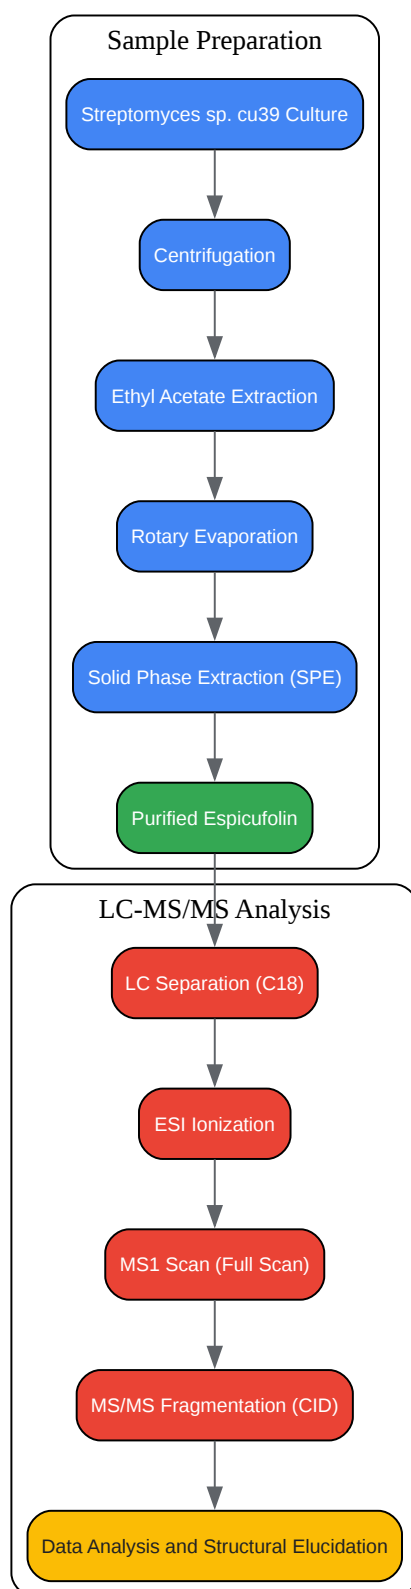 Sample Preparation
Streptomyces sp. cu39 Culture
Centrifugation
Ethyl Acetate Extraction
Rotary Evaporation
Solid Phase Extraction (SPE)
Purified Espicufolin
LC-MS/MS Analysis
LC Separation (C18)
ESI Ionization
MS1 Scan (Full Scan)
MS/MS Fragmentation (CID)
Data Analysis and Structural Elucidation